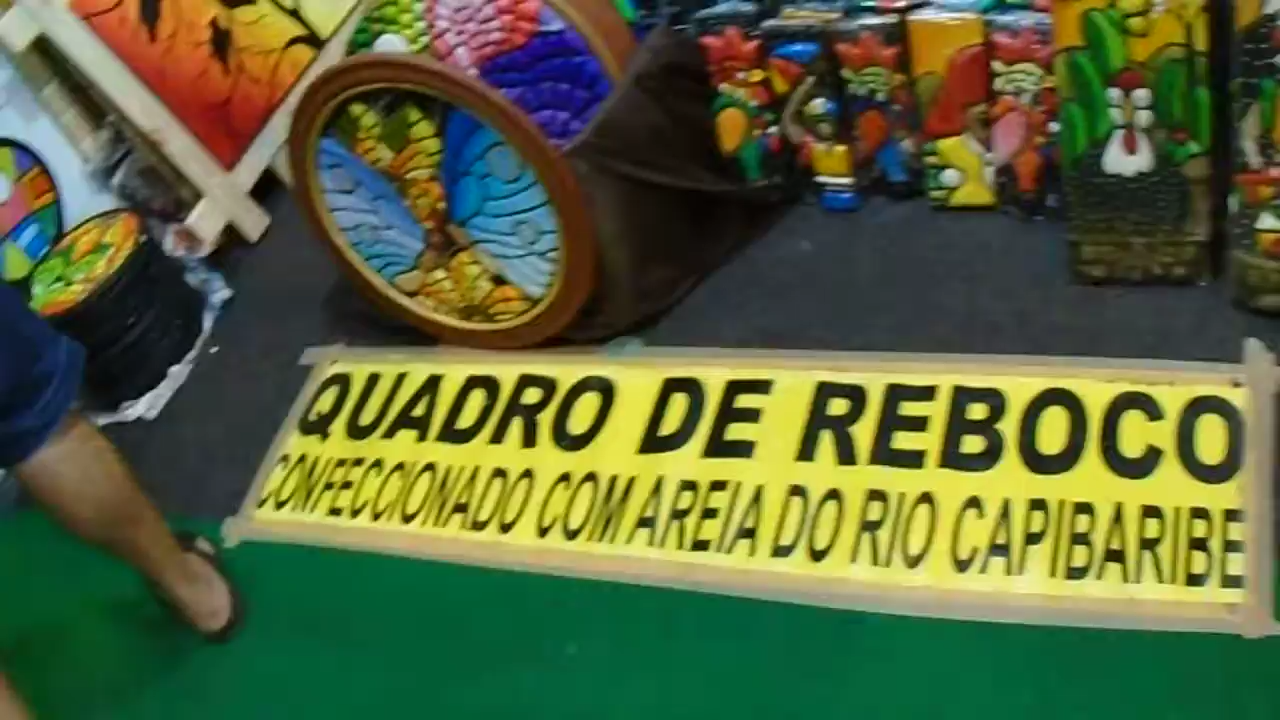 QUADRO DE REBOCO
CONFECCIONADO COM AREIA DO RIO CAPIBARIBE